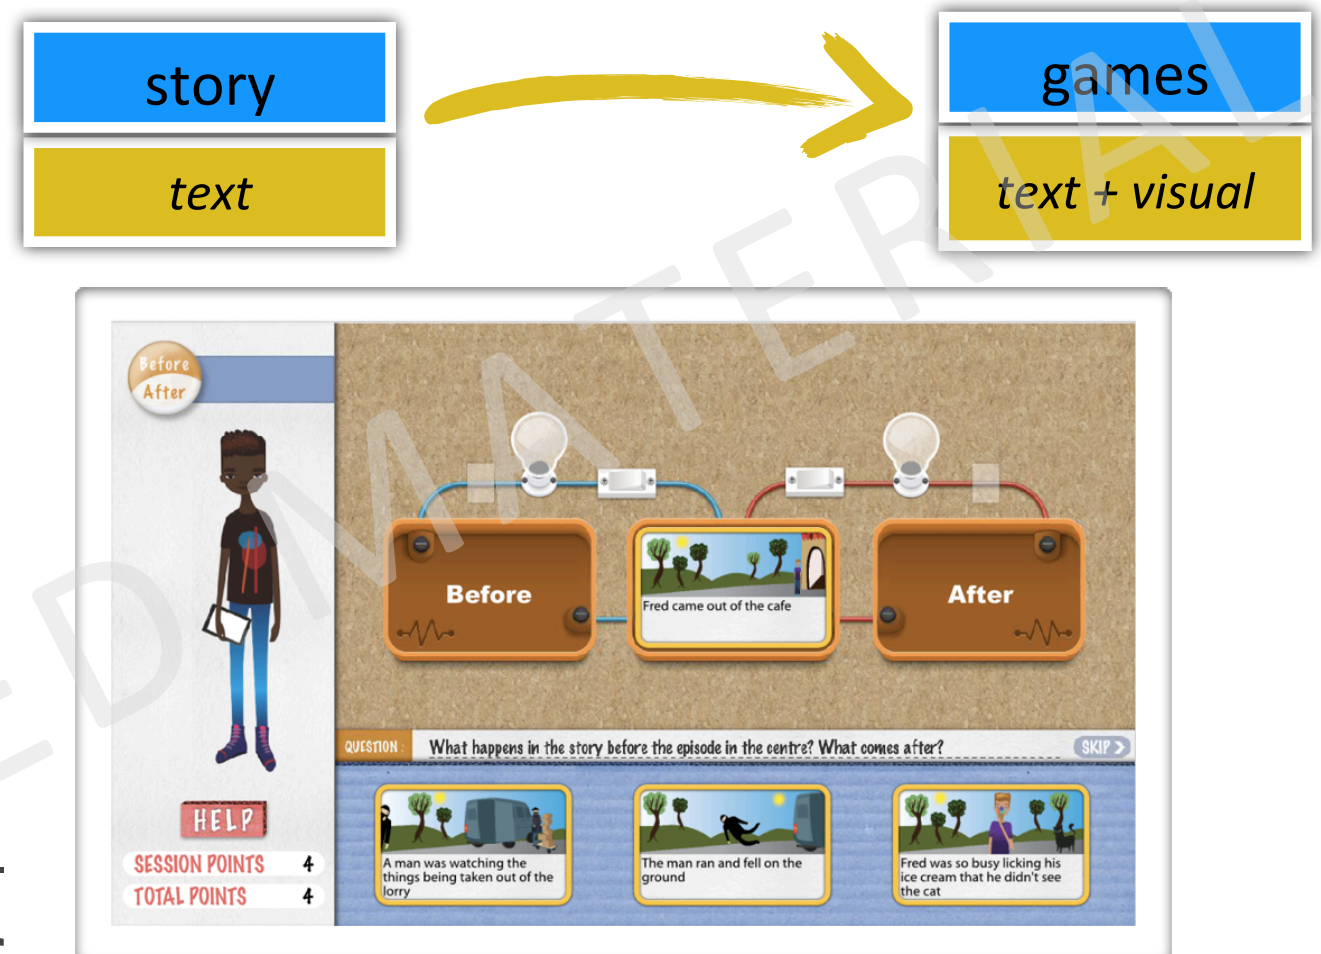 story
games
text
text + visual
Before
After
Before
Fred came out of the cafe
After
QUESTION :
What happens in the story before the episode in the centre? What comes after?
SKIP
HELP
SESSION POINTS 4
TOTAL POINTS 4
A man was watching the
things being taken out of the
lorry
The man ran and fell on the
ground
Fred was so busy licking his
ice cream that he didn't see
the cat
ED MATERIAL